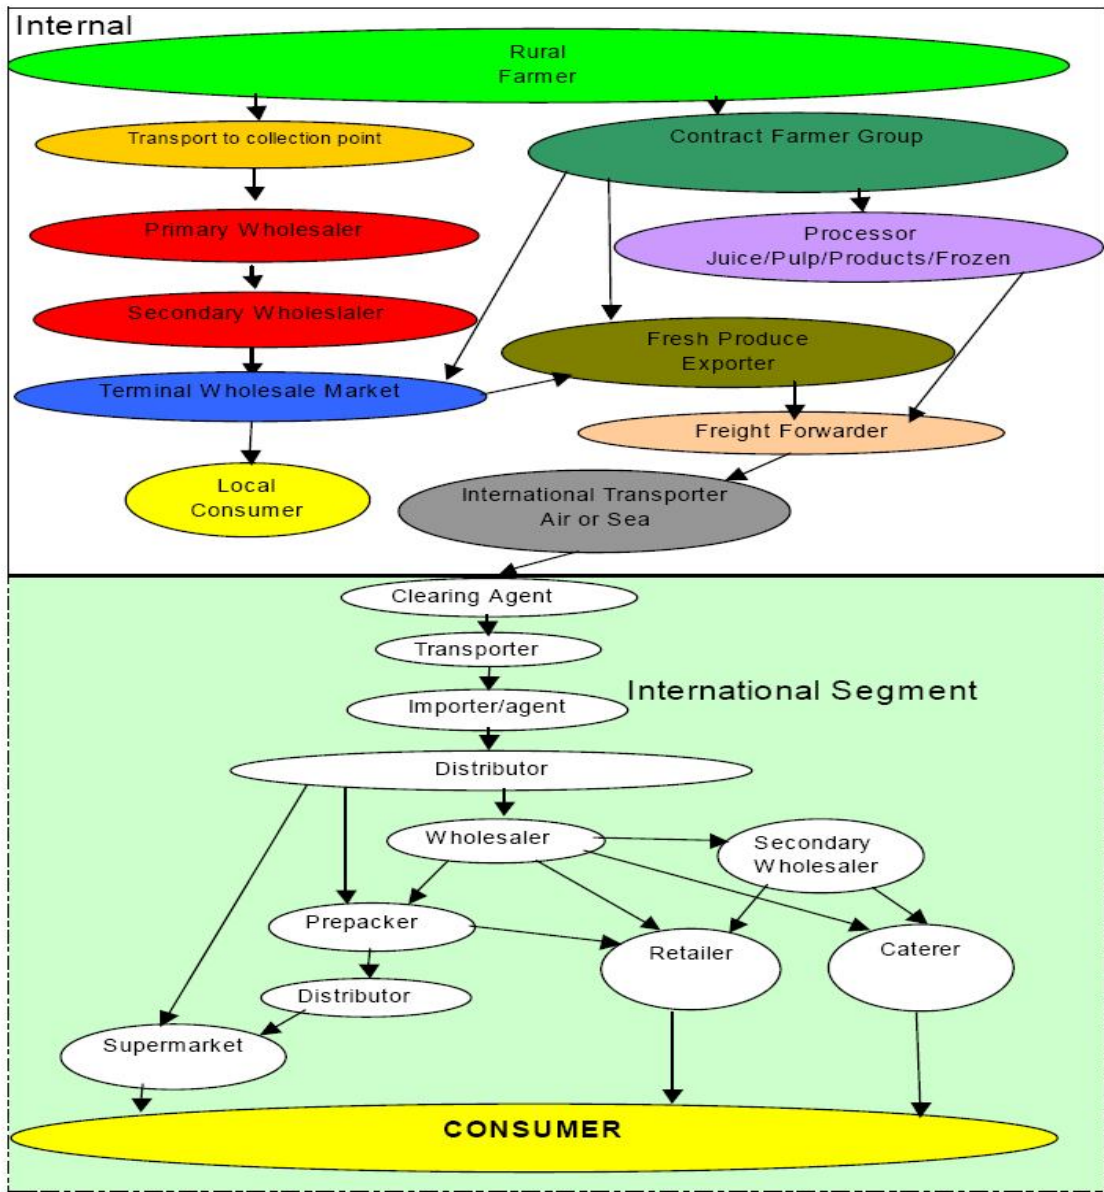 Internal
Rural
Farmer
Transport to collection point
Contract Farmer Group
Primary Wholesaler
Processor
Juice/Pulp/Products/Frozen
Secondary Wholeslaler
Fresh Produce
Exporter
Terminal Wholesale Market
Freight Forwarder
Local
Consumer
International Transporter
Air or Sea
Clearing Agent
Transporter
International Segment
Importer/agent
Distributor
Wholesaler
Secondary
Wholesaler
Prepacker
Retailer
Caterer
Distributor
Supermarket
CONSUMER